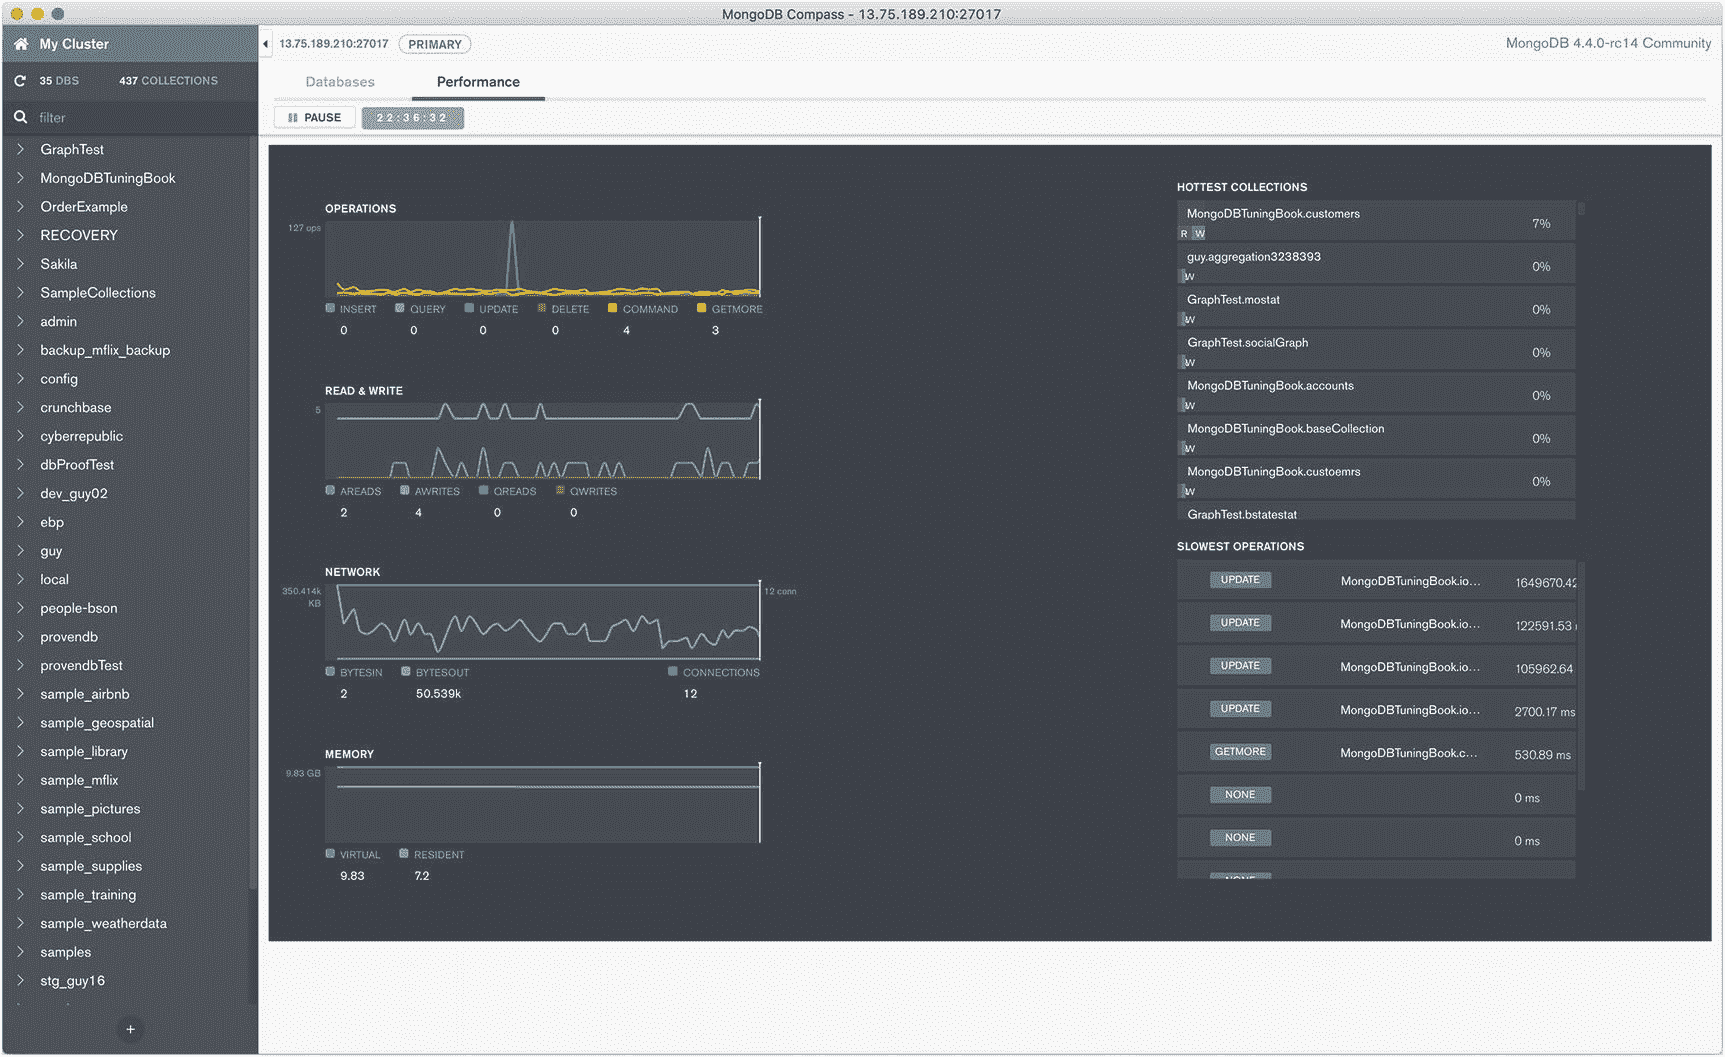 MongoDB Compass - 13.75.189.210:27017
My Cluster
35 DBS 437 COLLECTIONS
filter
GraphTest
MongoDBTuningBook
OrderExample
RECOVERY
Sakila
SampleCollections
admin
backup_mflix_backup
config
crunchbase
cyberrepublic
dbProofTest
dev_guy02
ebp
guy
local
people-bson
provendb
provendbTest
sample_airbnb
sample_geospatial
sample_library
sample_mflix
sample_pictures
sample_school
sample_supplies
sample_training
sample_weatherdata
samples
stg_guy16
+
13.75.189.210:27017 PRIMARY
MongoDB 4.4.0-rc14 Community
Databases Performance
PAUSE 22:36:32
OPERATIONS
127 ops
INSERT QUERY UPDATE DELETE COMMAND GETMORE
0 0 0 0 4 3
READ & WRITE
5
AREADS AWRITES QREADS QWRITES
2 4 0 0
NETWORK
350.414k
KB
12 conn
BYTESIN BYTESOUT CONNECTIONS
2 50.539k 12
MEMORY
9.83 GB
VIRTUAL RESIDENT
9.83 7.2
HOTTEST COLLECTIONS
MongoDBTuningBook.customers 7%
R W
guy.aggregation3238393 0%
W
GraphTest.mostat 0%
W
GraphTest.socialGraph 0%
W
MongoDBTuningBook.accounts 0%
W
MongoDBTuningBook.baseCollection 0%
W
MongoDBTuningBook.custoemrs 0%
W
GraphTest.bstatestat
SLOWEST OPERATIONS
UPDATE MongoDBTuningBook.io... 1649670.42
UPDATE MongoDBTuningBook.io... 122591.53
UPDATE MongoDBTuningBook.io... 105962.64
UPDATE MongoDBTuningBook.io... 2700.17 ms
GETMORE MongoDBTuningBook.c... 530.89 ms
NONE 0 ms
NONE 0 ms
NONE